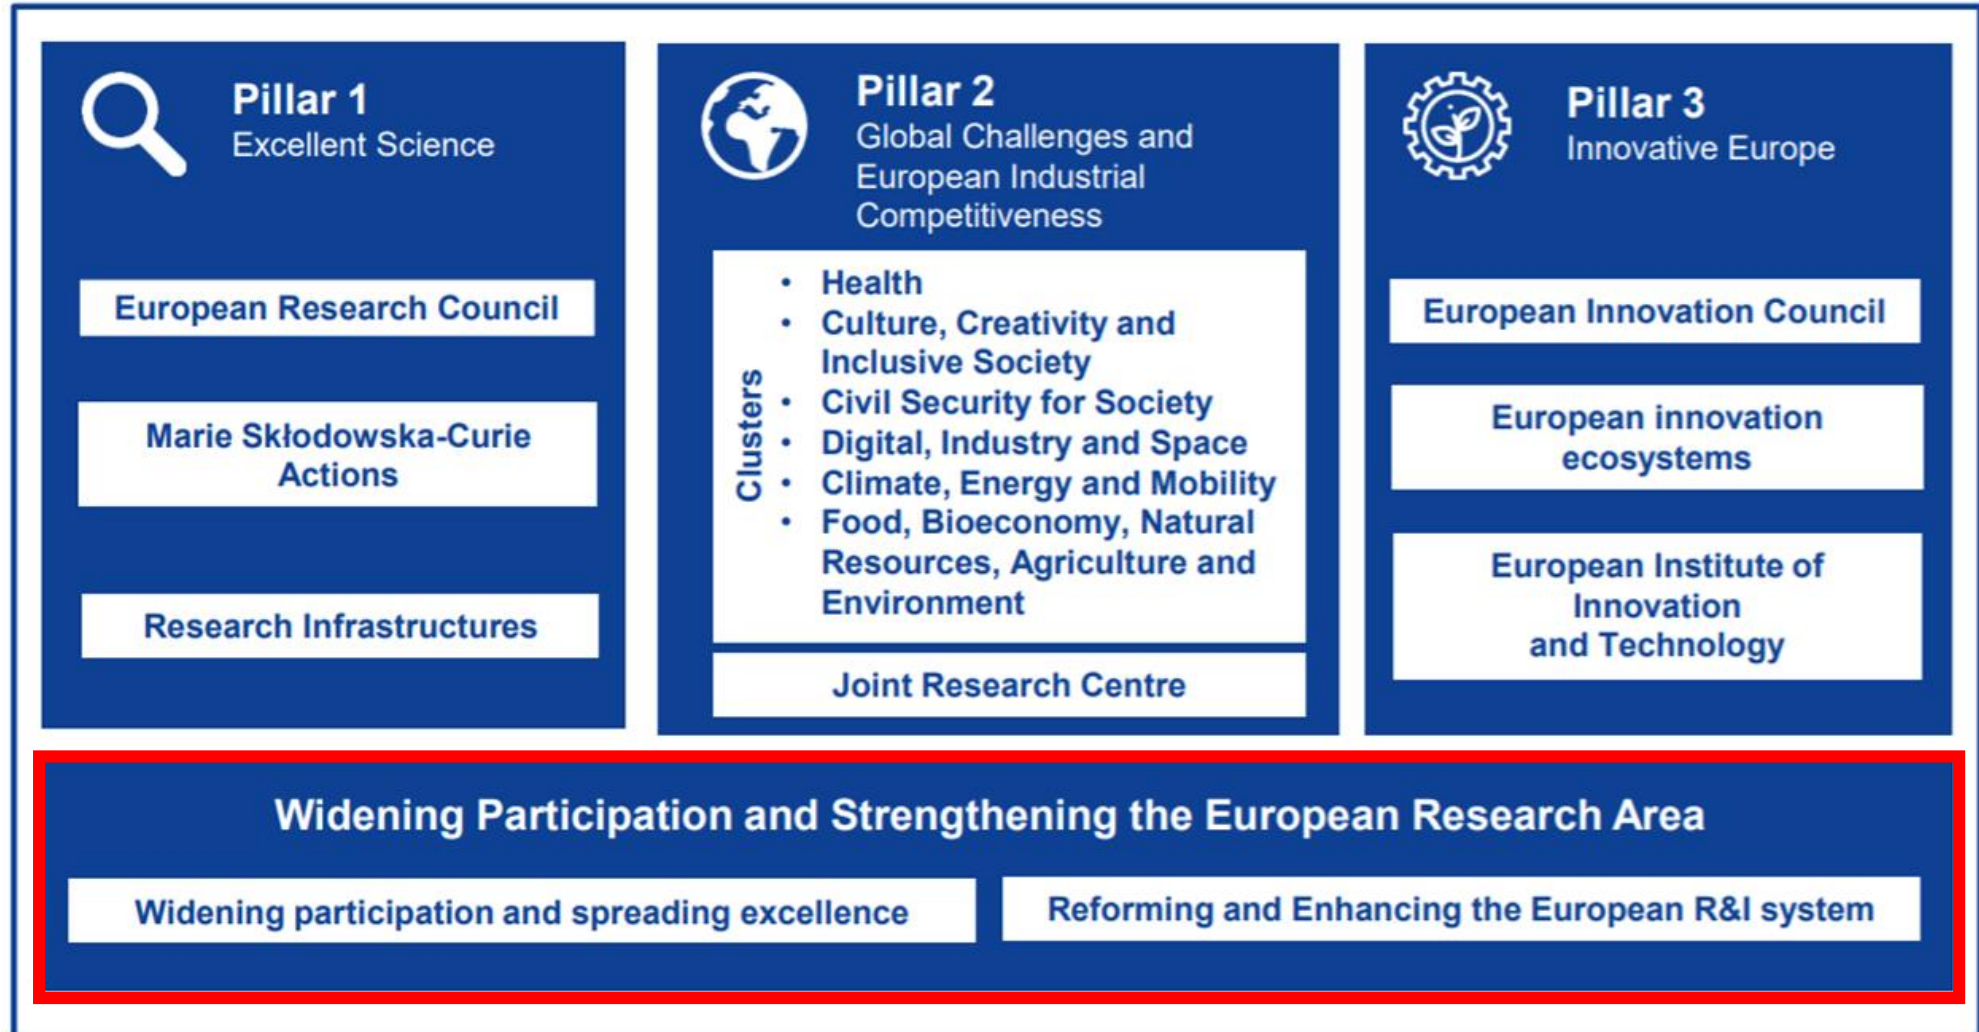 Pillar 1
Excellent Science
European Research Council
Marie Skłodowska-Curie
Actions
Research Infrastructures
Pillar 2
Global Challenges and
European Industrial
Competitiveness
Clusters
• Health
• Culture, Creativity and
Inclusive Society
• Civil Security for Society
• Digital, Industry and Space
• Climate, Energy and Mobility
• Food, Bioeconomy, Natural
Resources, Agriculture and
Environment
Joint Research Centre
Pillar 3
Innovative Europe
European Innovation Council
European innovation
ecosystems
European Institute of
Innovation
and Technology
Widening Participation and Strengthening the European Research Area
Widening participation and spreading excellence
Reforming and Enhancing the European R&I system